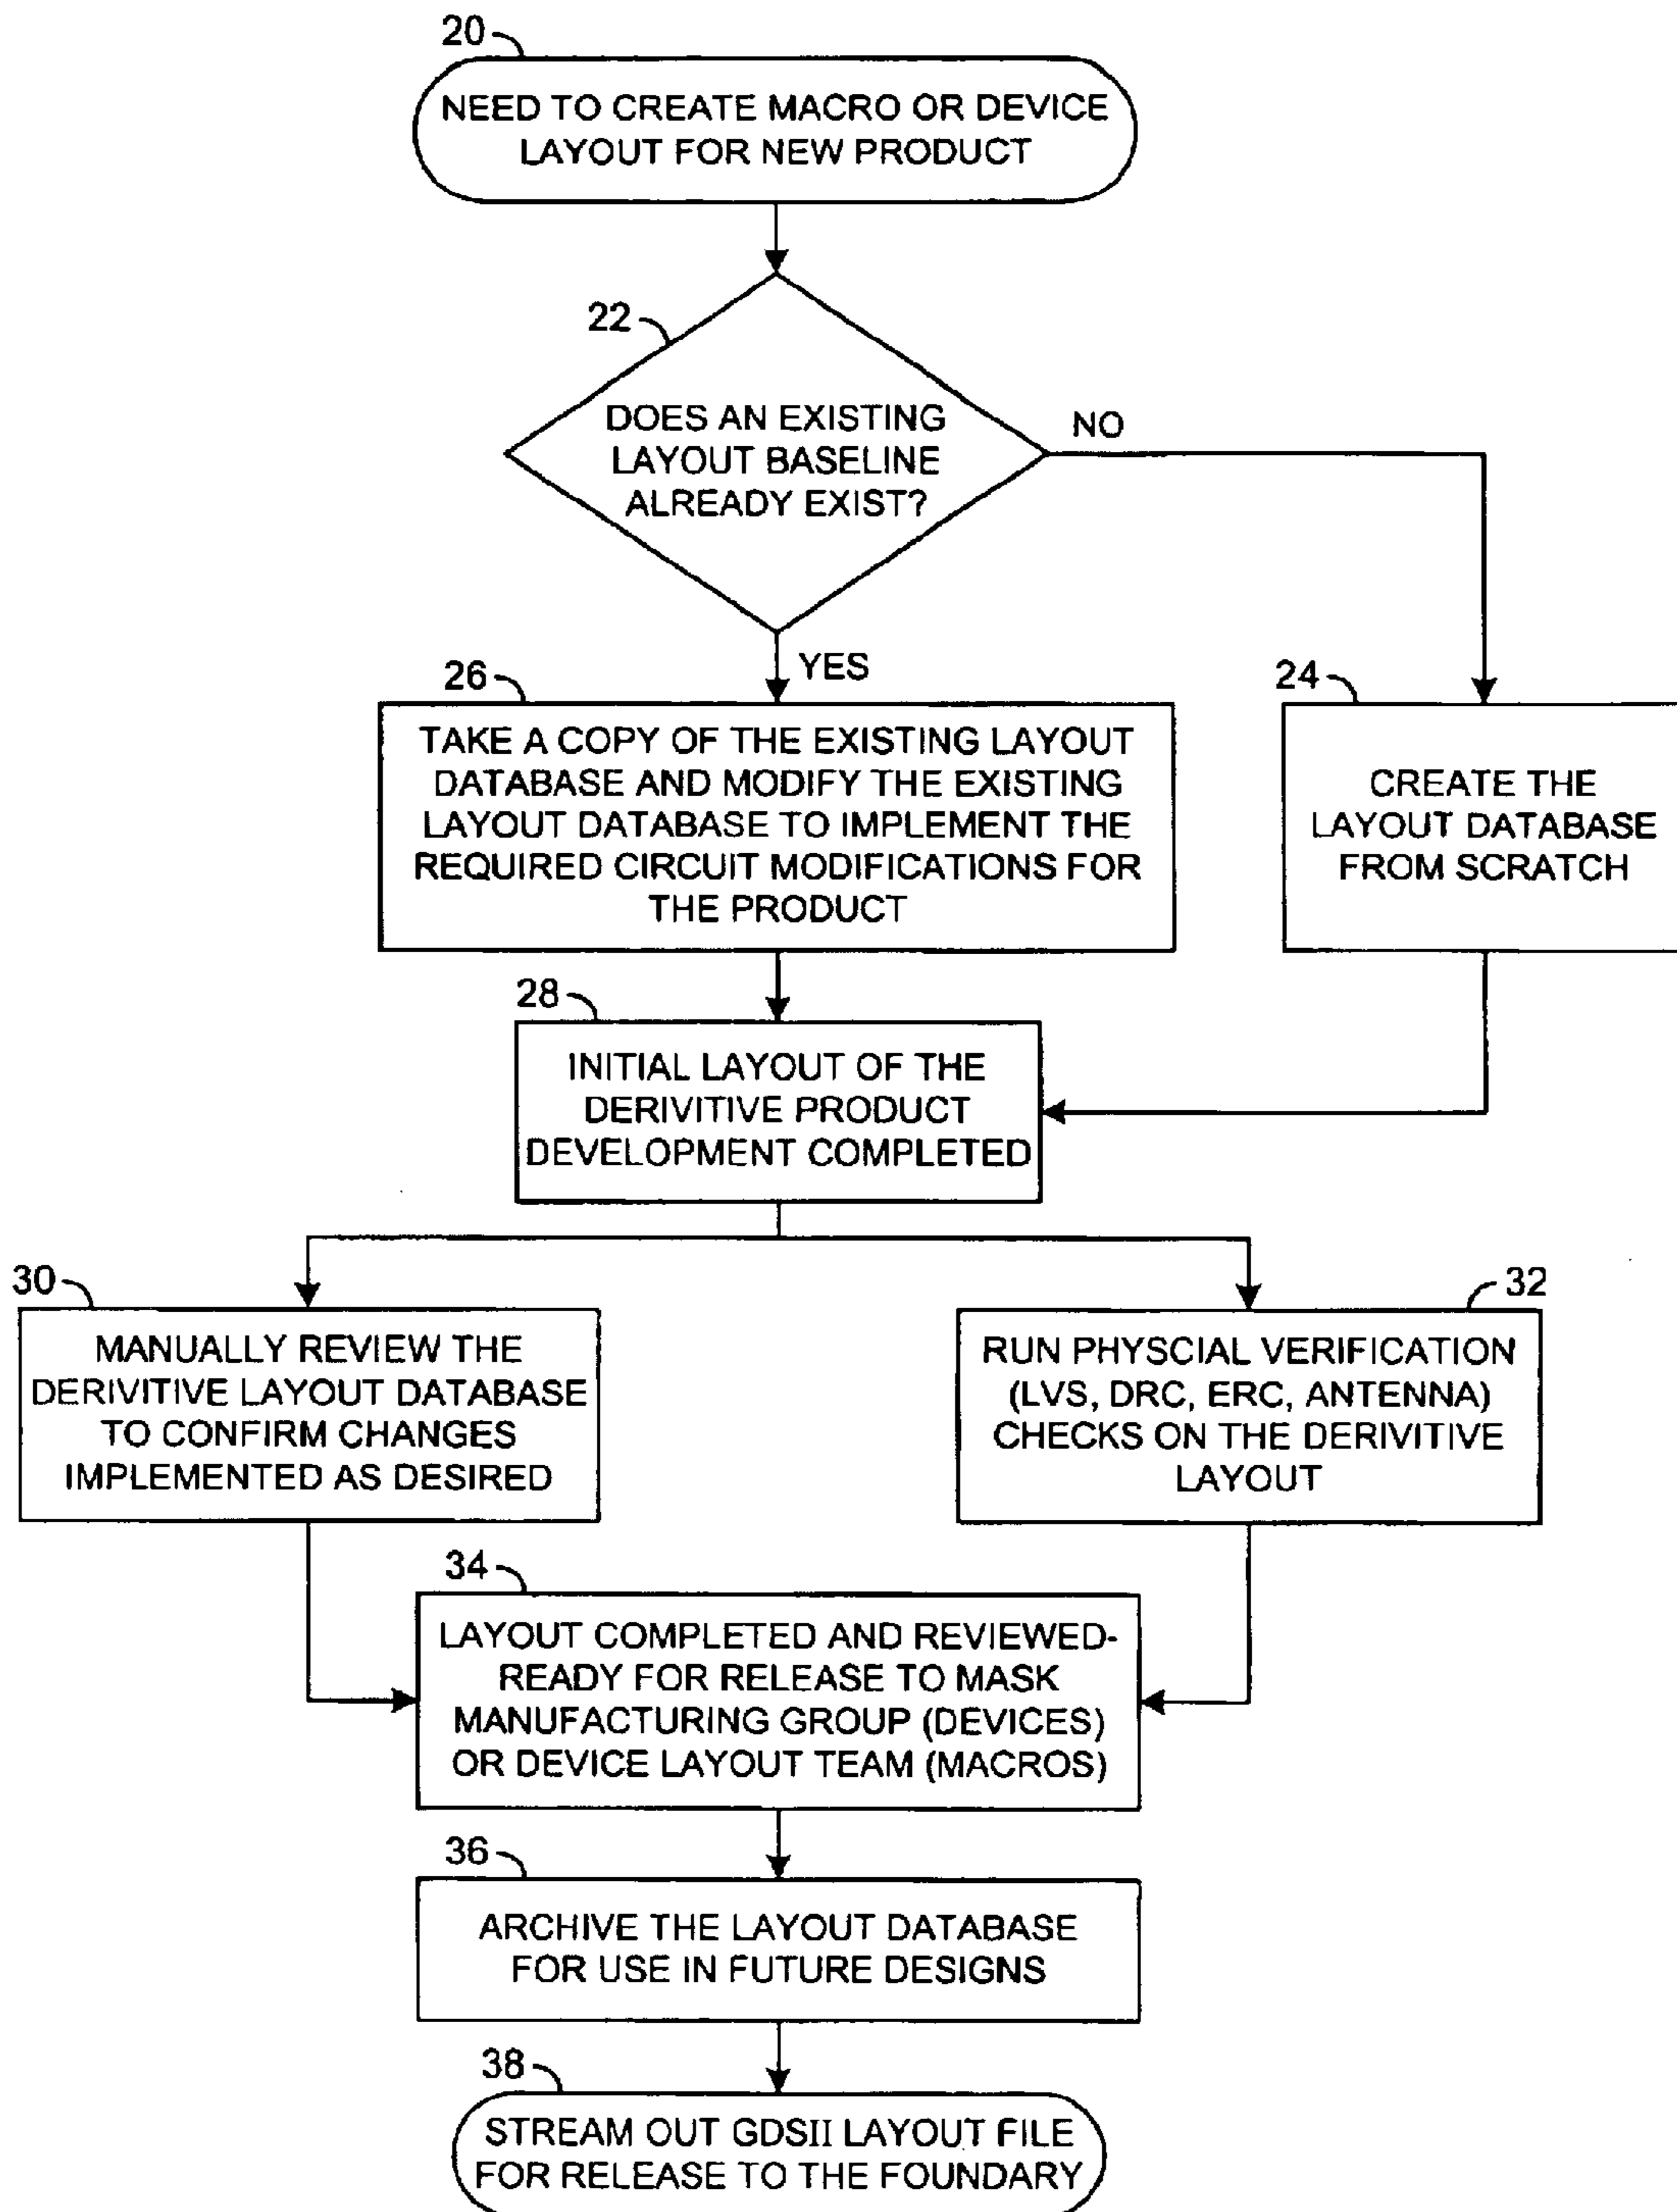 20
NEED TO CREATE MACRO OR DEVICE
LAYOUT FOR NEW PRODUCT
22
DOES AN EXISTING
LAYOUT BASELINE
ALREADY EXIST?
NO
YES
26
TAKE A COPY OF THE EXISTING LAYOUT
DATABASE AND MODIFY THE EXISTING
LAYOUT DATABASE TO IMPLEMENT THE
REQUIRED CIRCUIT MODIFICATIONS FOR
THE PRODUCT
24
CREATE THE
LAYOUT DATABASE
FROM SCRATCH
28
INITIAL LAYOUT OF THE
DERIVITIVE PRODUCT
DEVELOPMENT COMPLETED
30
MANUALLY REVIEW THE
DERIVITIVE LAYOUT DATABASE
TO CONFIRM CHANGES
IMPLEMENTED AS DESIRED
32
RUN PHYSCIAL VERIFICATION
(LVS, DRC, ERC, ANTENNA)
CHECKS ON THE DERIVITIVE
LAYOUT
34
LAYOUT COMPLETED AND REVIEWED-
READY FOR RELEASE TO MASK
MANUFACTURING GROUP (DEVICES)
OR DEVICE LAYOUT TEAM (MACROS)
36
ARCHIVE THE LAYOUT DATABASE
FOR USE IN FUTURE DESIGNS
38
STREAM OUT GDSII LAYOUT FILE
FOR RELEASE TO THE FOUNDARY